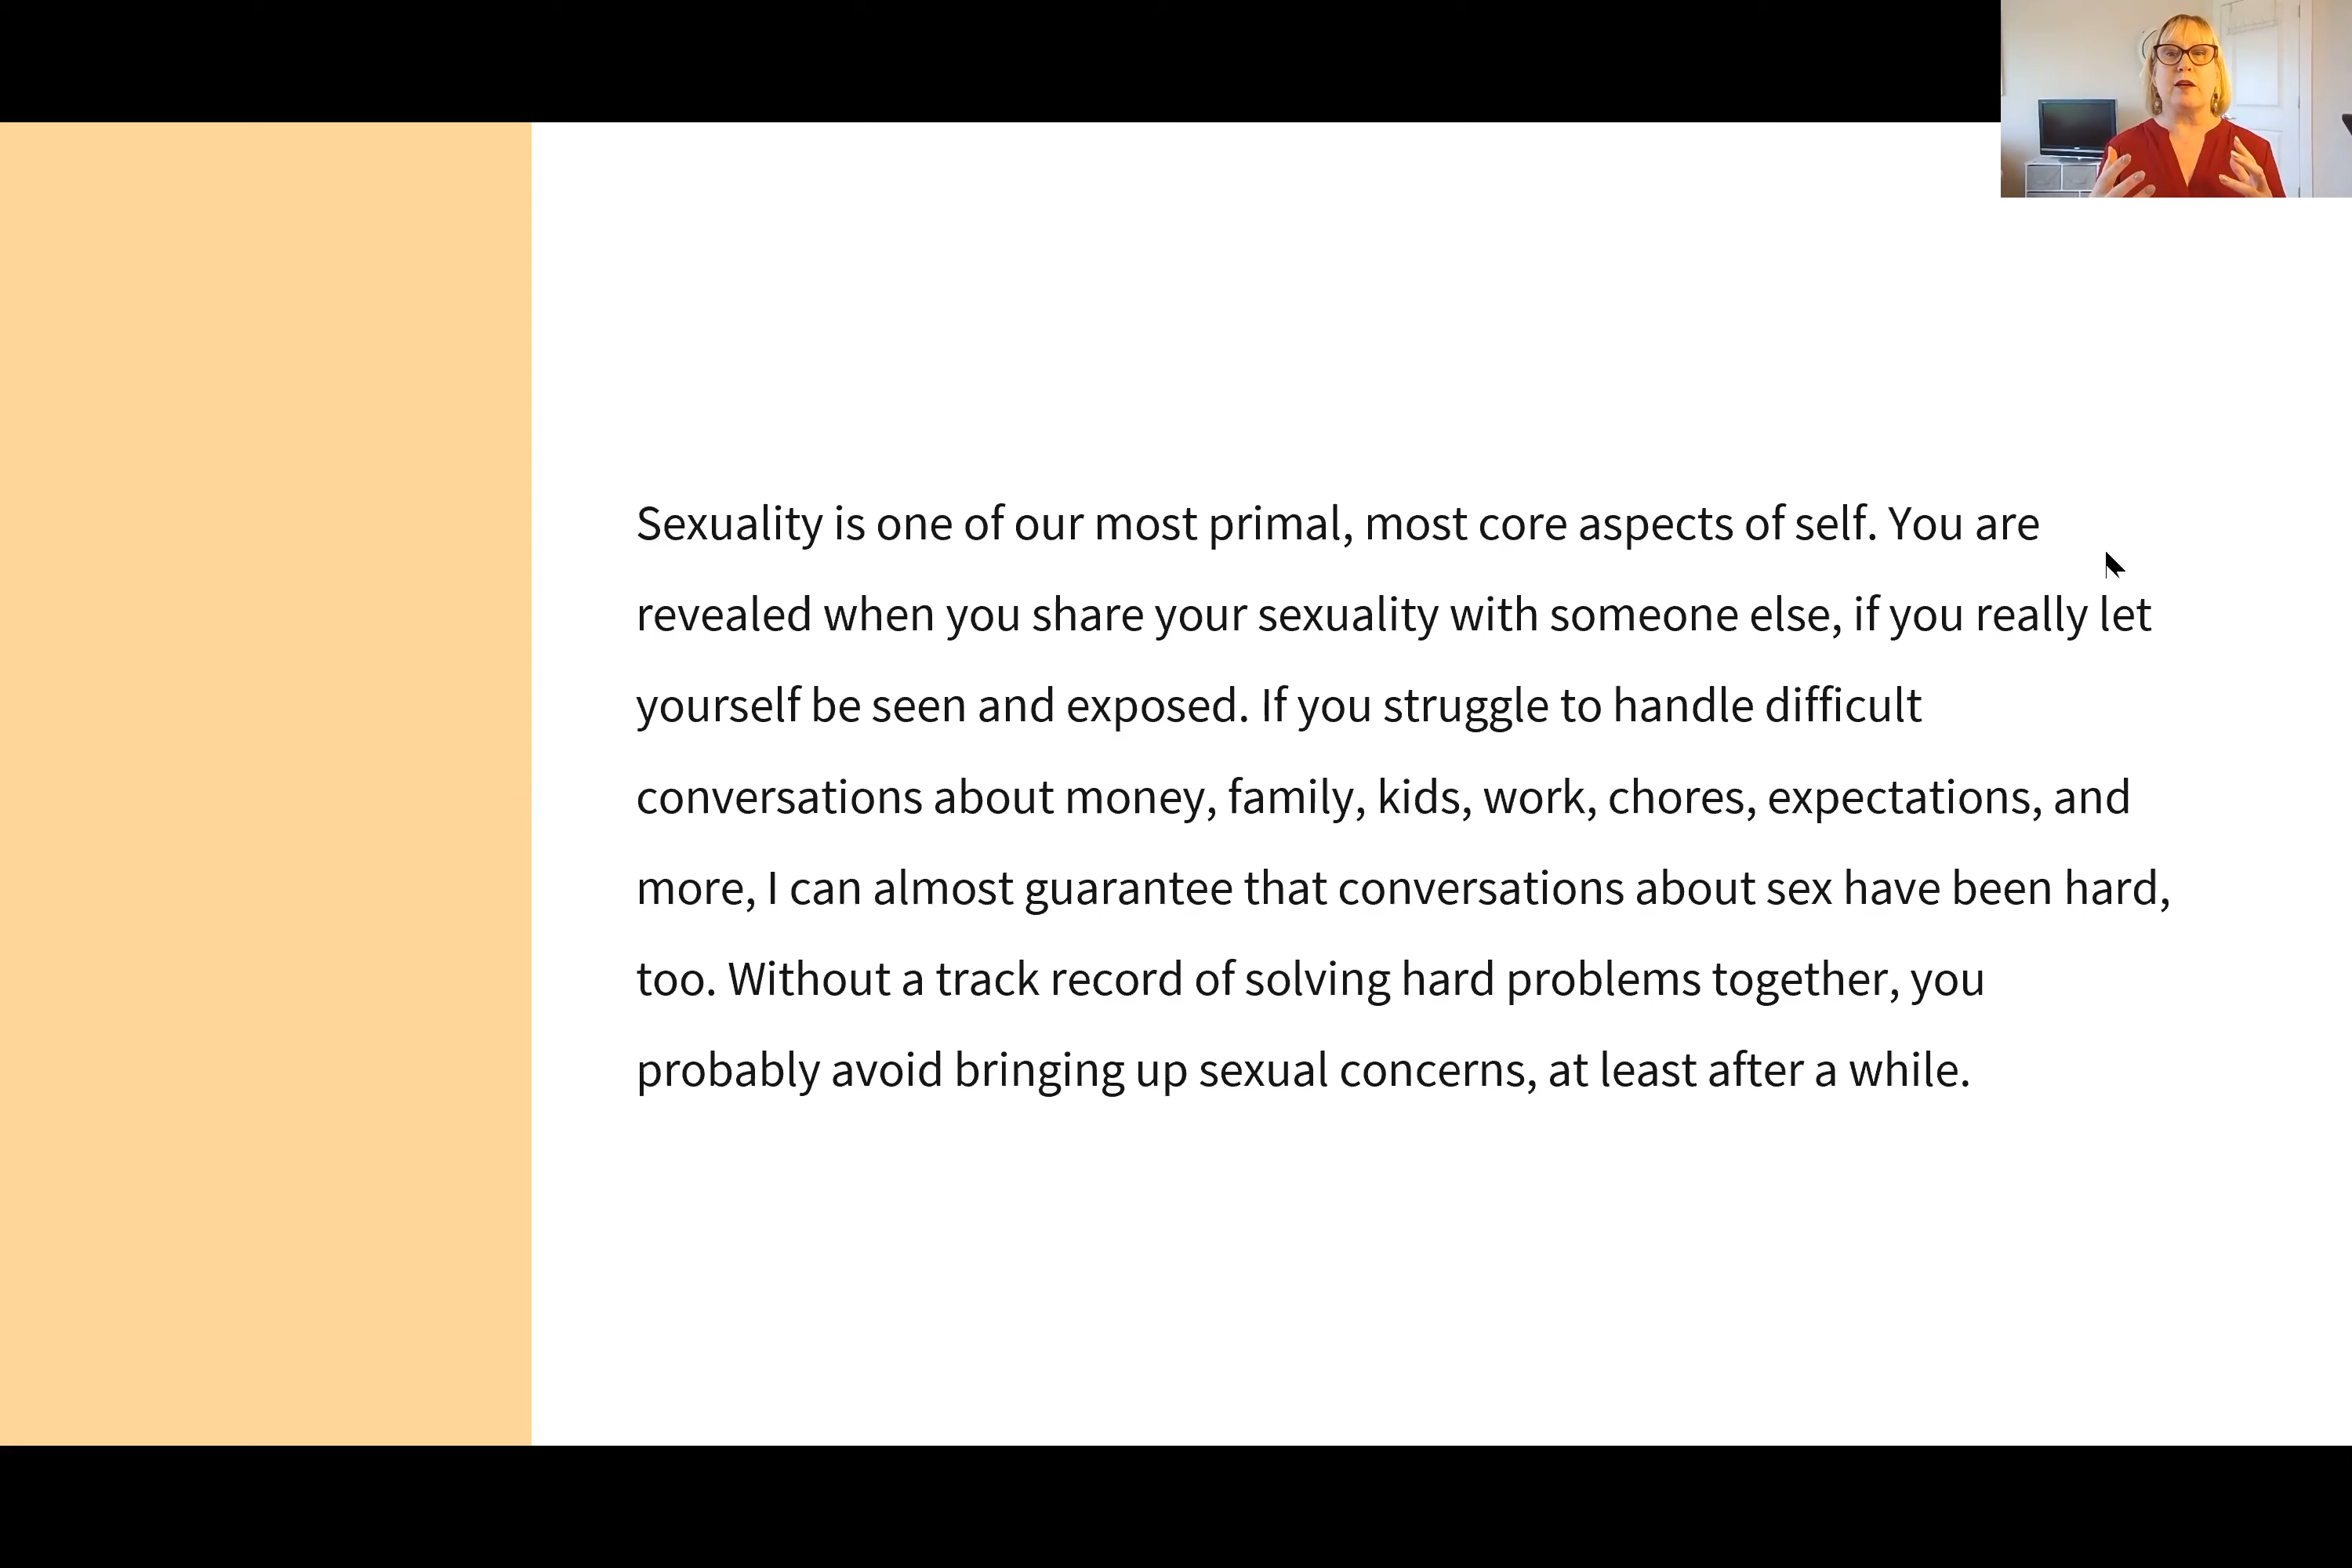 Sexuality is one of our most primal, most core aspects of self. You are
revealed when you share your sexuality with someone else, if you really let
yourself be seen and exposed. If you struggle to handle difficult
conversations about money, family, kids, work, chores, expectations, and
more, I can almost guarantee that conversations about sex have been hard,
too. Without a track record of solving hard problems together, you
probably avoid bringing up sexual concerns, at least after a while.